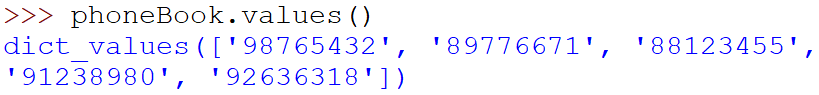 >>> phoneBook.values()
dict_values(['98765432', '89776671', '88123455',
'91238980', '92636318'])